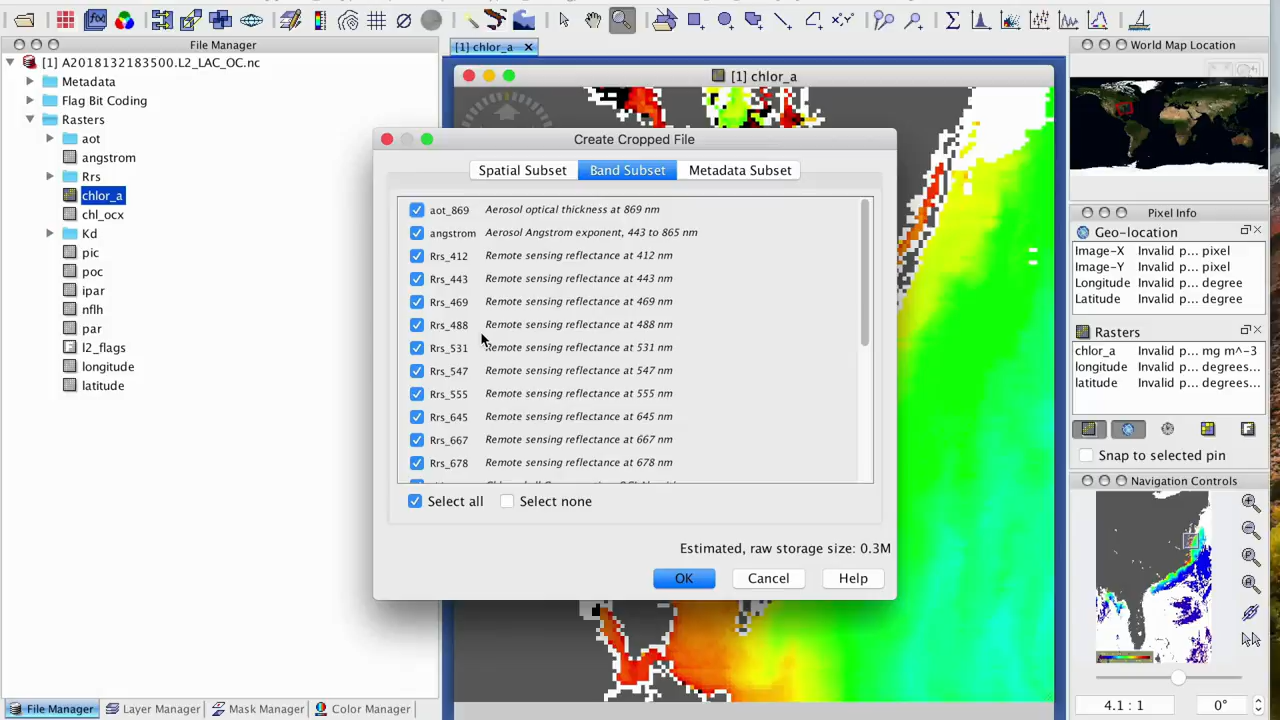 File Manager
[1] A2018132183500.L2_LAC_OC.nc
Metadata
Flag Bit Coding
Rasters
aot
angstrom
Rrs
chlor_a
chl_ocx
Kd
pic
poc
ipar
nflh
par
l2_flags
longitude
latitude
File Manager
Layer Manager
Mask Manager
Color Manager
[1] chlor_a
[1] chlor_a
Create Cropped File
Spatial Subset
Band Subset
Metadata Subset
aot_869 Aerosol optical thickness at 869 nm
angstrom Aerosol Angstrom exponent, 443 to 865 nm
Rrs_412 Remote sensing reflectance at 412 nm
Rrs_443 Remote sensing reflectance at 443 nm
Rrs_469 Remote sensing reflectance at 469 nm
Rrs_488 Remote sensing reflectance at 488 nm
Rrs_531 Remote sensing reflectance at 531 nm
Rrs_547 Remote sensing reflectance at 547 nm
Rrs_555 Remote sensing reflectance at 555 nm
Rrs_645 Remote sensing reflectance at 645 nm
Rrs_667 Remote sensing reflectance at 667 nm
Rrs_678 Remote sensing reflectance at 678 nm
Select all
Select none
Estimated, raw storage size: 0.3M
OK
Cancel
Help
World Map Location
Pixel Info
Geo-location
Image-X Invalid p... pixel
Image-Y Invalid p... pixel
Longitude Invalid p... degree
Latitude Invalid p... degree
Rasters
chlor_a Invalid p... mg m^-3
longitude Invalid p... degrees...
latitude Invalid p... degrees...
Snap to selected pin
Navigation Controls
4.1 : 1
0°